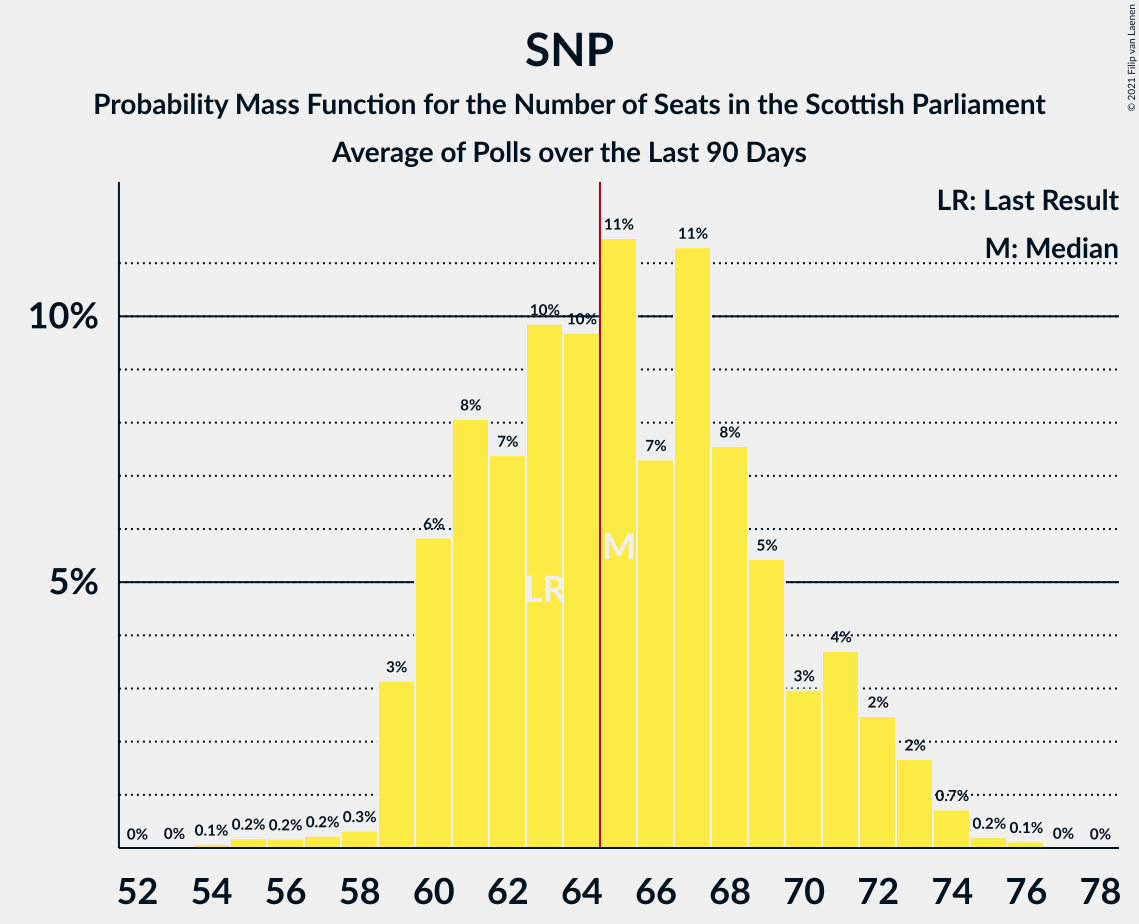 SNP
Probability Mass Function for the Number of Seats in the Scottish Parliament
Average of Polls over the Last 90 Days
© 2021 Filip van Laenen
LR: Last Result
M: Median
10%
5%
0% 0% 0.1% 0.2% 0.2% 0.2% 0.3% 3% 6% 8% 7% 10% 10% 11% 7% 11% 8% 5% 3% 4% 2% 2% 0.7% 0.2% 0.1% 0% 0%
LR M
52 54 56 58 60 62 64 66 68 70 72 74 76 78